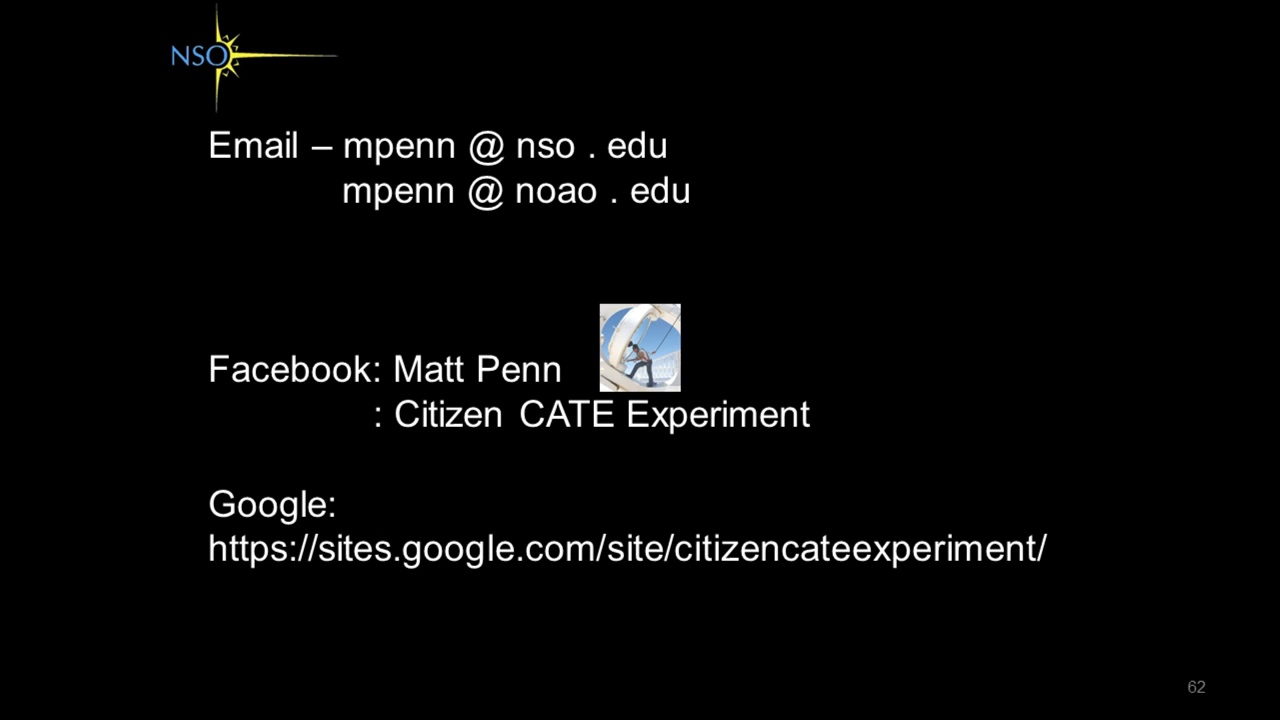 NSO
Email – mpenn @ nso . edu
mpenn @ noao . edu
Facebook: Matt Penn
: Citizen CATE Experiment
Google:
https://sites.google.com/site/citizencateexperiment/
62